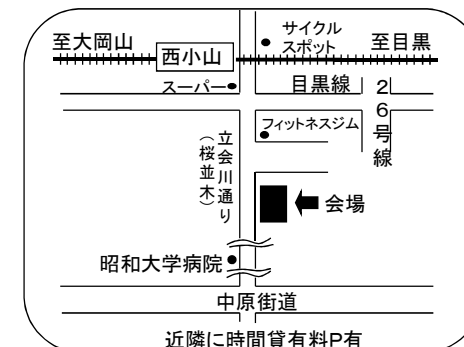 サイクル
スポット
至大岡山
至目黒
西小山
スーパー
目黒線
26号線
フィットネスジム
立会川通り
(桜並木)
会場
昭和大学病院
中原街道
近隣に時間貸有料P有